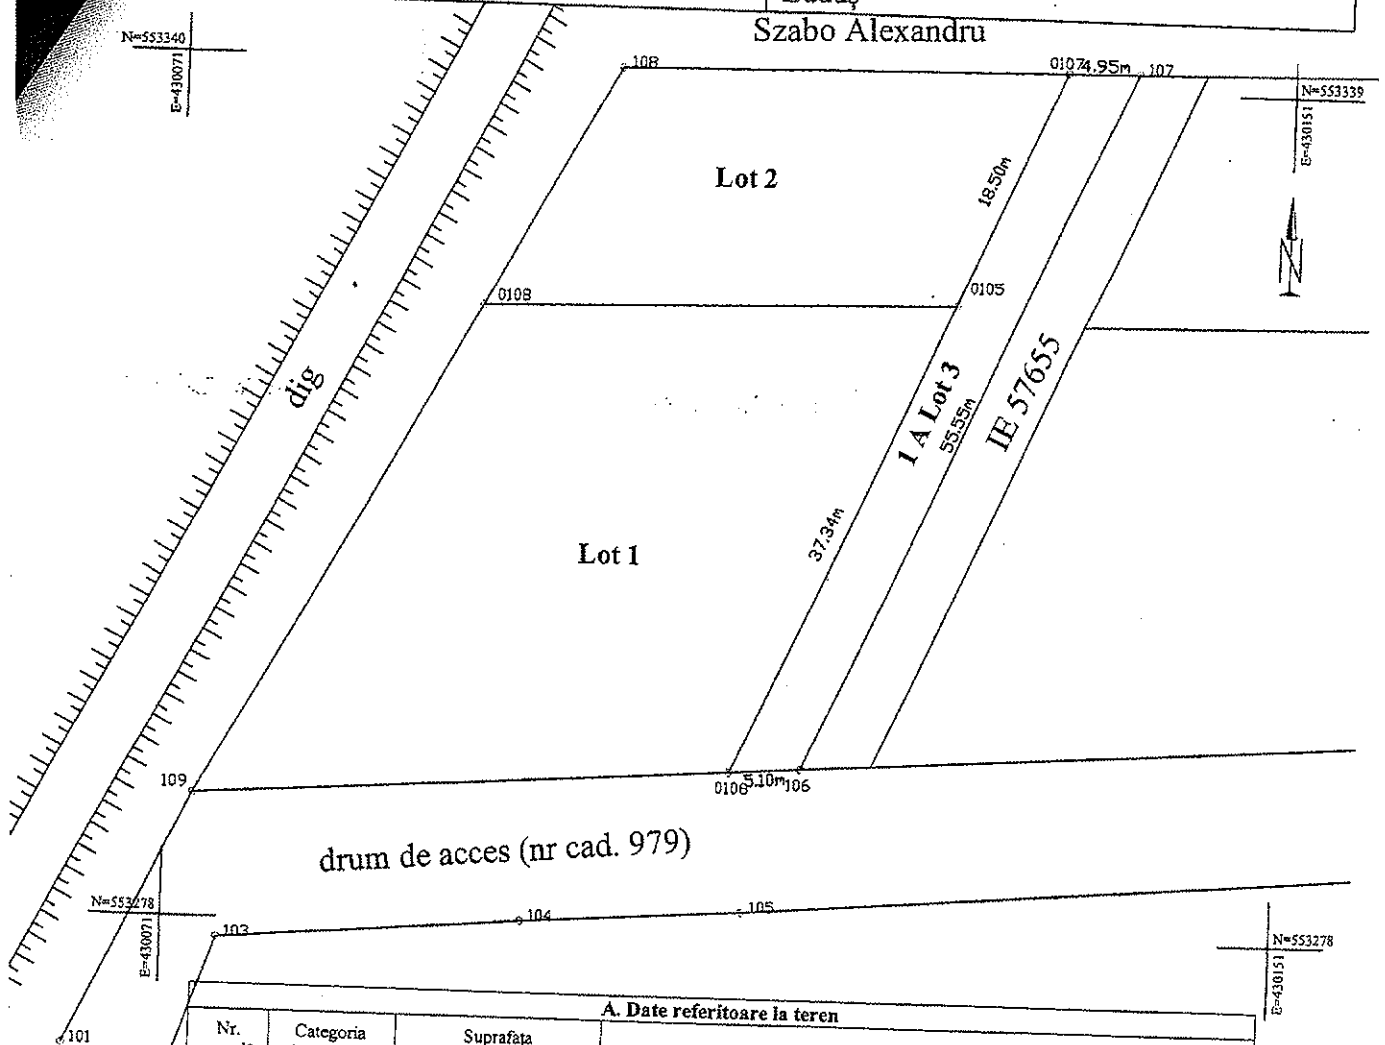 Szabo Alexandru
N=553340
E=430071
108
0107
4.95m
107
N=553339
E=430151
Lot 2
18.50m
N
0108
0105
dig
1 A Lot 3
55.55m
IE 57655
37.34m
Lot 1
109
0106
5.10m
106
drum de acces (nr cad. 979)
N=553278
E=430071
103
104
105
N=553278
E=430151
101
A. Date referitoare la teren
Nr.
Categoria
Suprafața